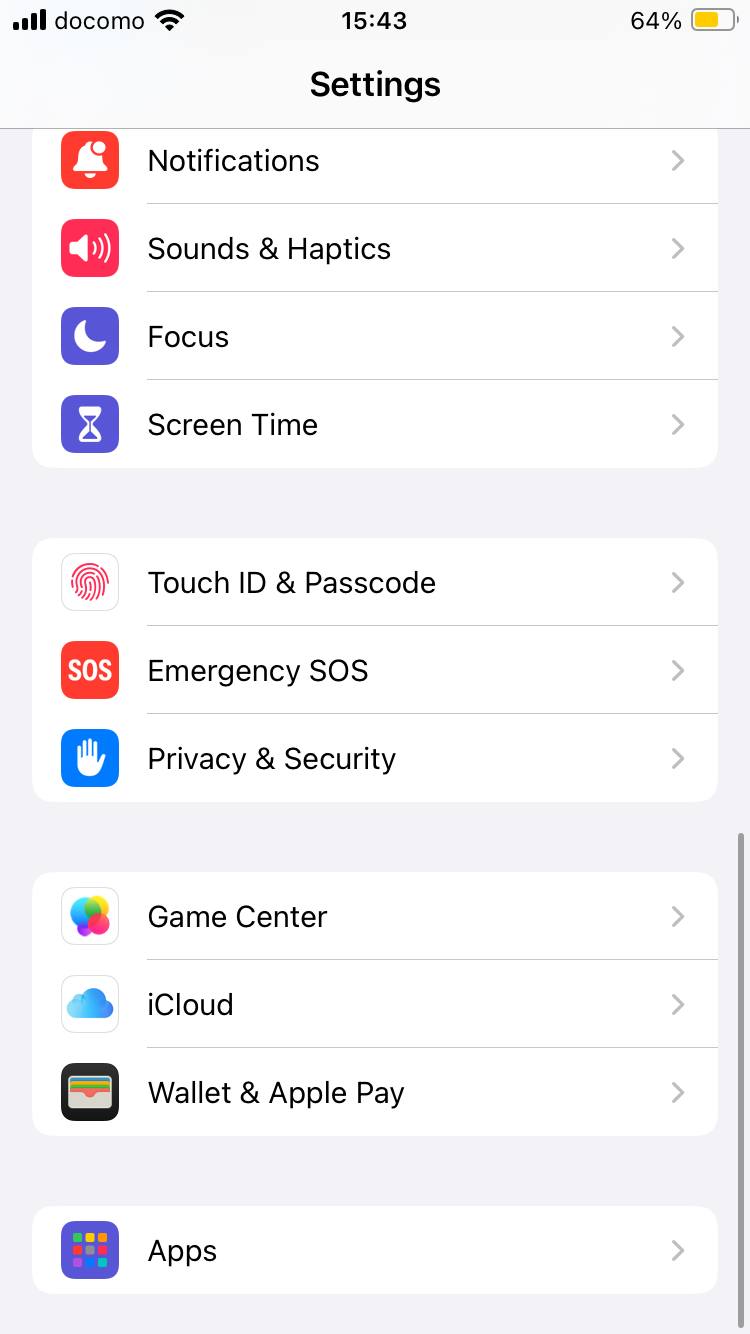 docomo 15:43 64%
Settings
Notifications
Sounds & Haptics
Focus
Screen Time
Touch ID & Passcode
SOS Emergency SOS
Privacy & Security
Game Center
iCloud
Wallet & Apple Pay
Apps